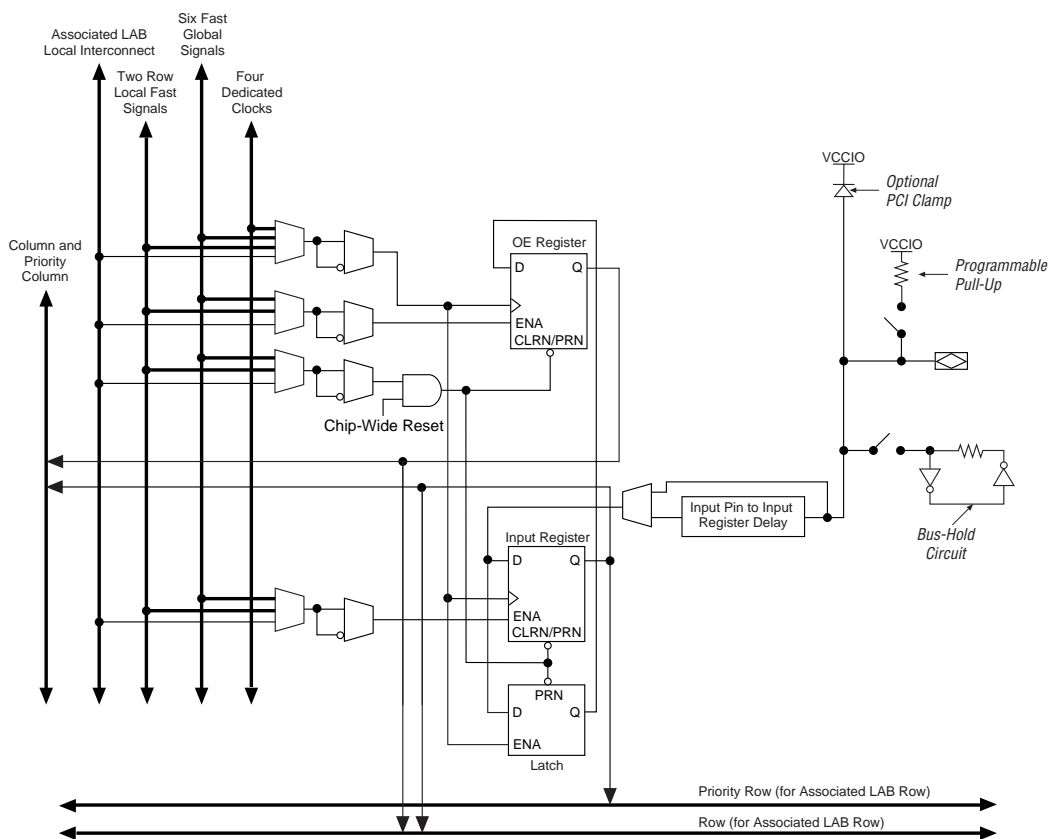 Six Fast
Global
Signals
Associated LAB
Local Interconnect
Two Row
Local Fast
Signals
Four
Dedicated
Clocks
VCCIO
Optional
PCI Clamp
Column and
Priority
Column
OE Register
D
Q
ENA
CLRN/PRN
VCCIO
Programmable
Pull-Up
Chip-Wide Reset
Input Pin to Input
Register Delay
Bus-Hold
Circuit
Input Register
D
Q
ENA
CLRN/PRN
PRN
D
Q
ENA
Latch
Priority Row (for Associated LAB Row)
Row (for Associated LAB Row)